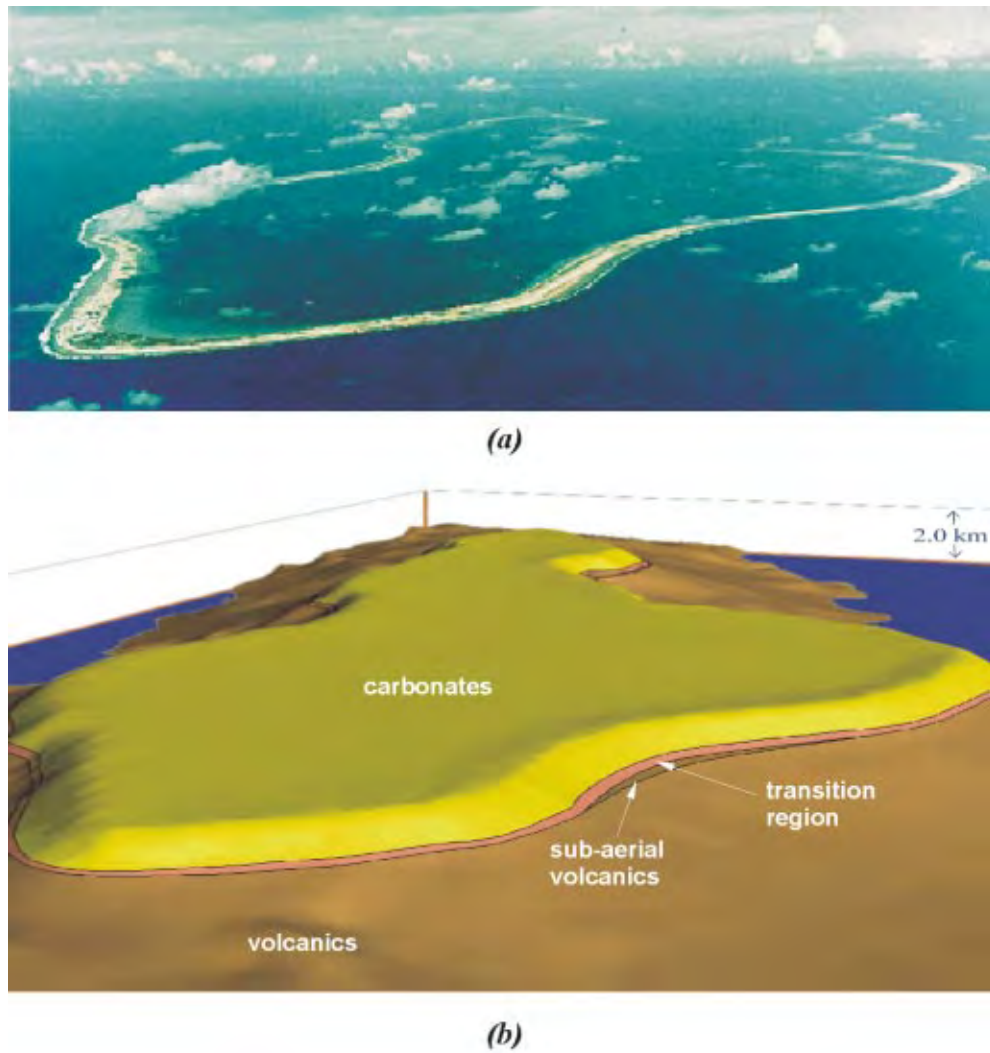 (a)
2.0 km
carbonates
transition
region
sub-aerial
volcanics
volcanics
(b)